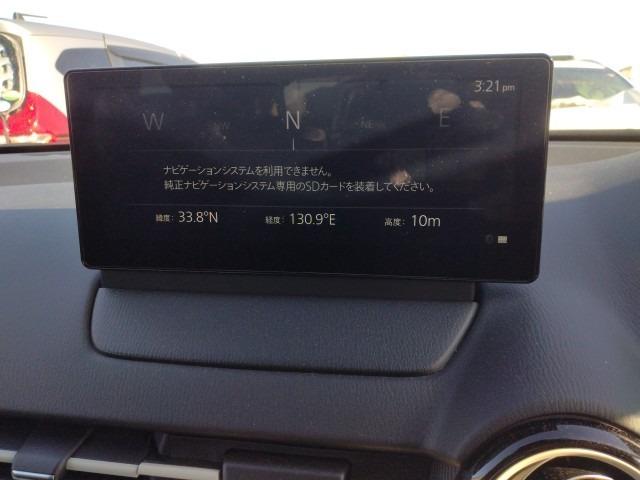 3:21 pm
W NW N NE E
ナビゲーションシステムを利用できません。
純正ナビゲーションシステム専用のSDカードを装着してください。
緯度: 33.8°N 経度: 130.9°E 高度: 10m